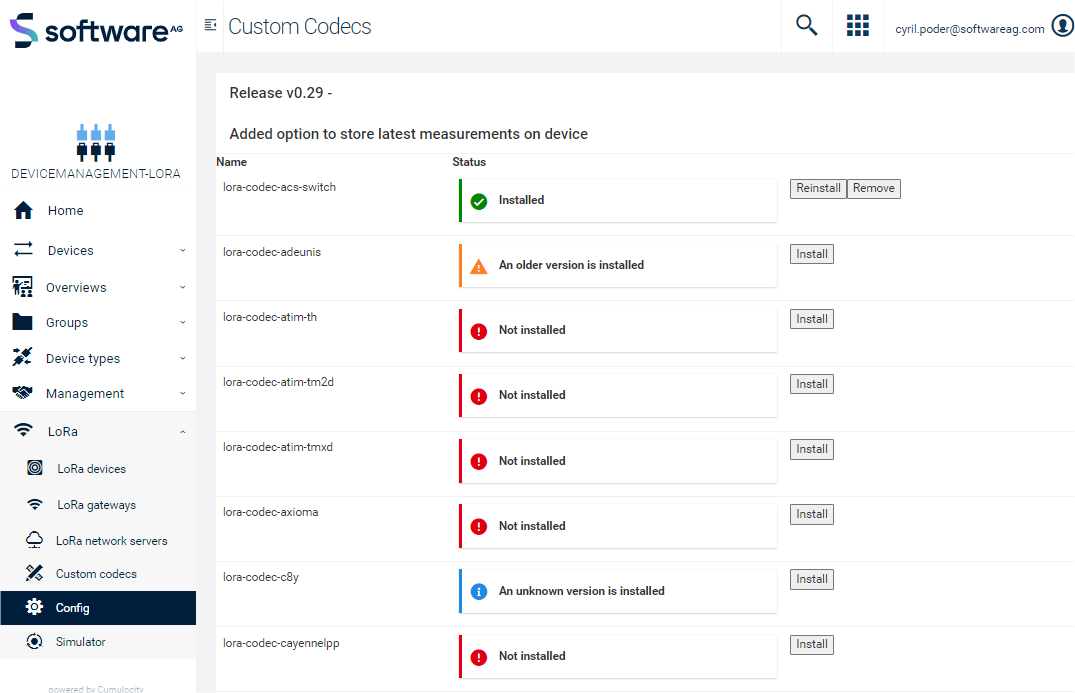 software AG
Custom Codecs
cyril.poder@softwareag.com
DEVICEMANAGEMENT-LORA
Home
Devices
Overviews
Groups
Device types
Management
LoRa
LoRa devices
LoRa gateways
LoRa network servers
Custom codecs
Config
Simulator
powered by Cumulocity
Release v0.29 -
Added option to store latest measurements on device
Name Status
lora-codec-acs-switch Installed Reinstall Remove
lora-codec-adeunis An older version is installed Install
lora-codec-atim-th Not installed Install
lora-codec-atim-tm2d Not installed Install
lora-codec-atim-tmxd Not installed Install
lora-codec-axioma Not installed Install
lora-codec-c8y An unknown version is installed Install
lora-codec-cayennelpp Not installed Install